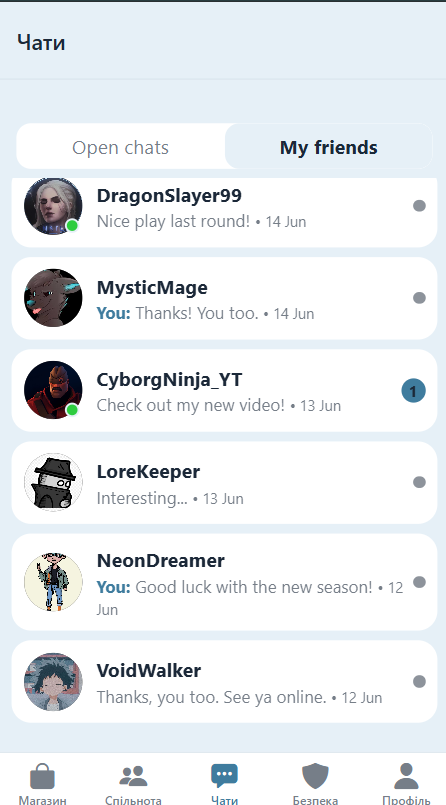 Чати
Open chats
My friends
DragonSlayer99
Nice play last round! • 14 Jun
MysticMage
You: Thanks! You too. • 14 Jun
CyborgNinja_YT
Check out my new video! • 13 Jun
1
LoreKeeper
Interesting... • 13 Jun
NeonDreamer
You: Good luck with the new season! • 12
Jun
VoidWalker
Thanks, you too. See ya online. • 12 Jun
Магазин
Спільнота
Чати
Безпека
Профіль